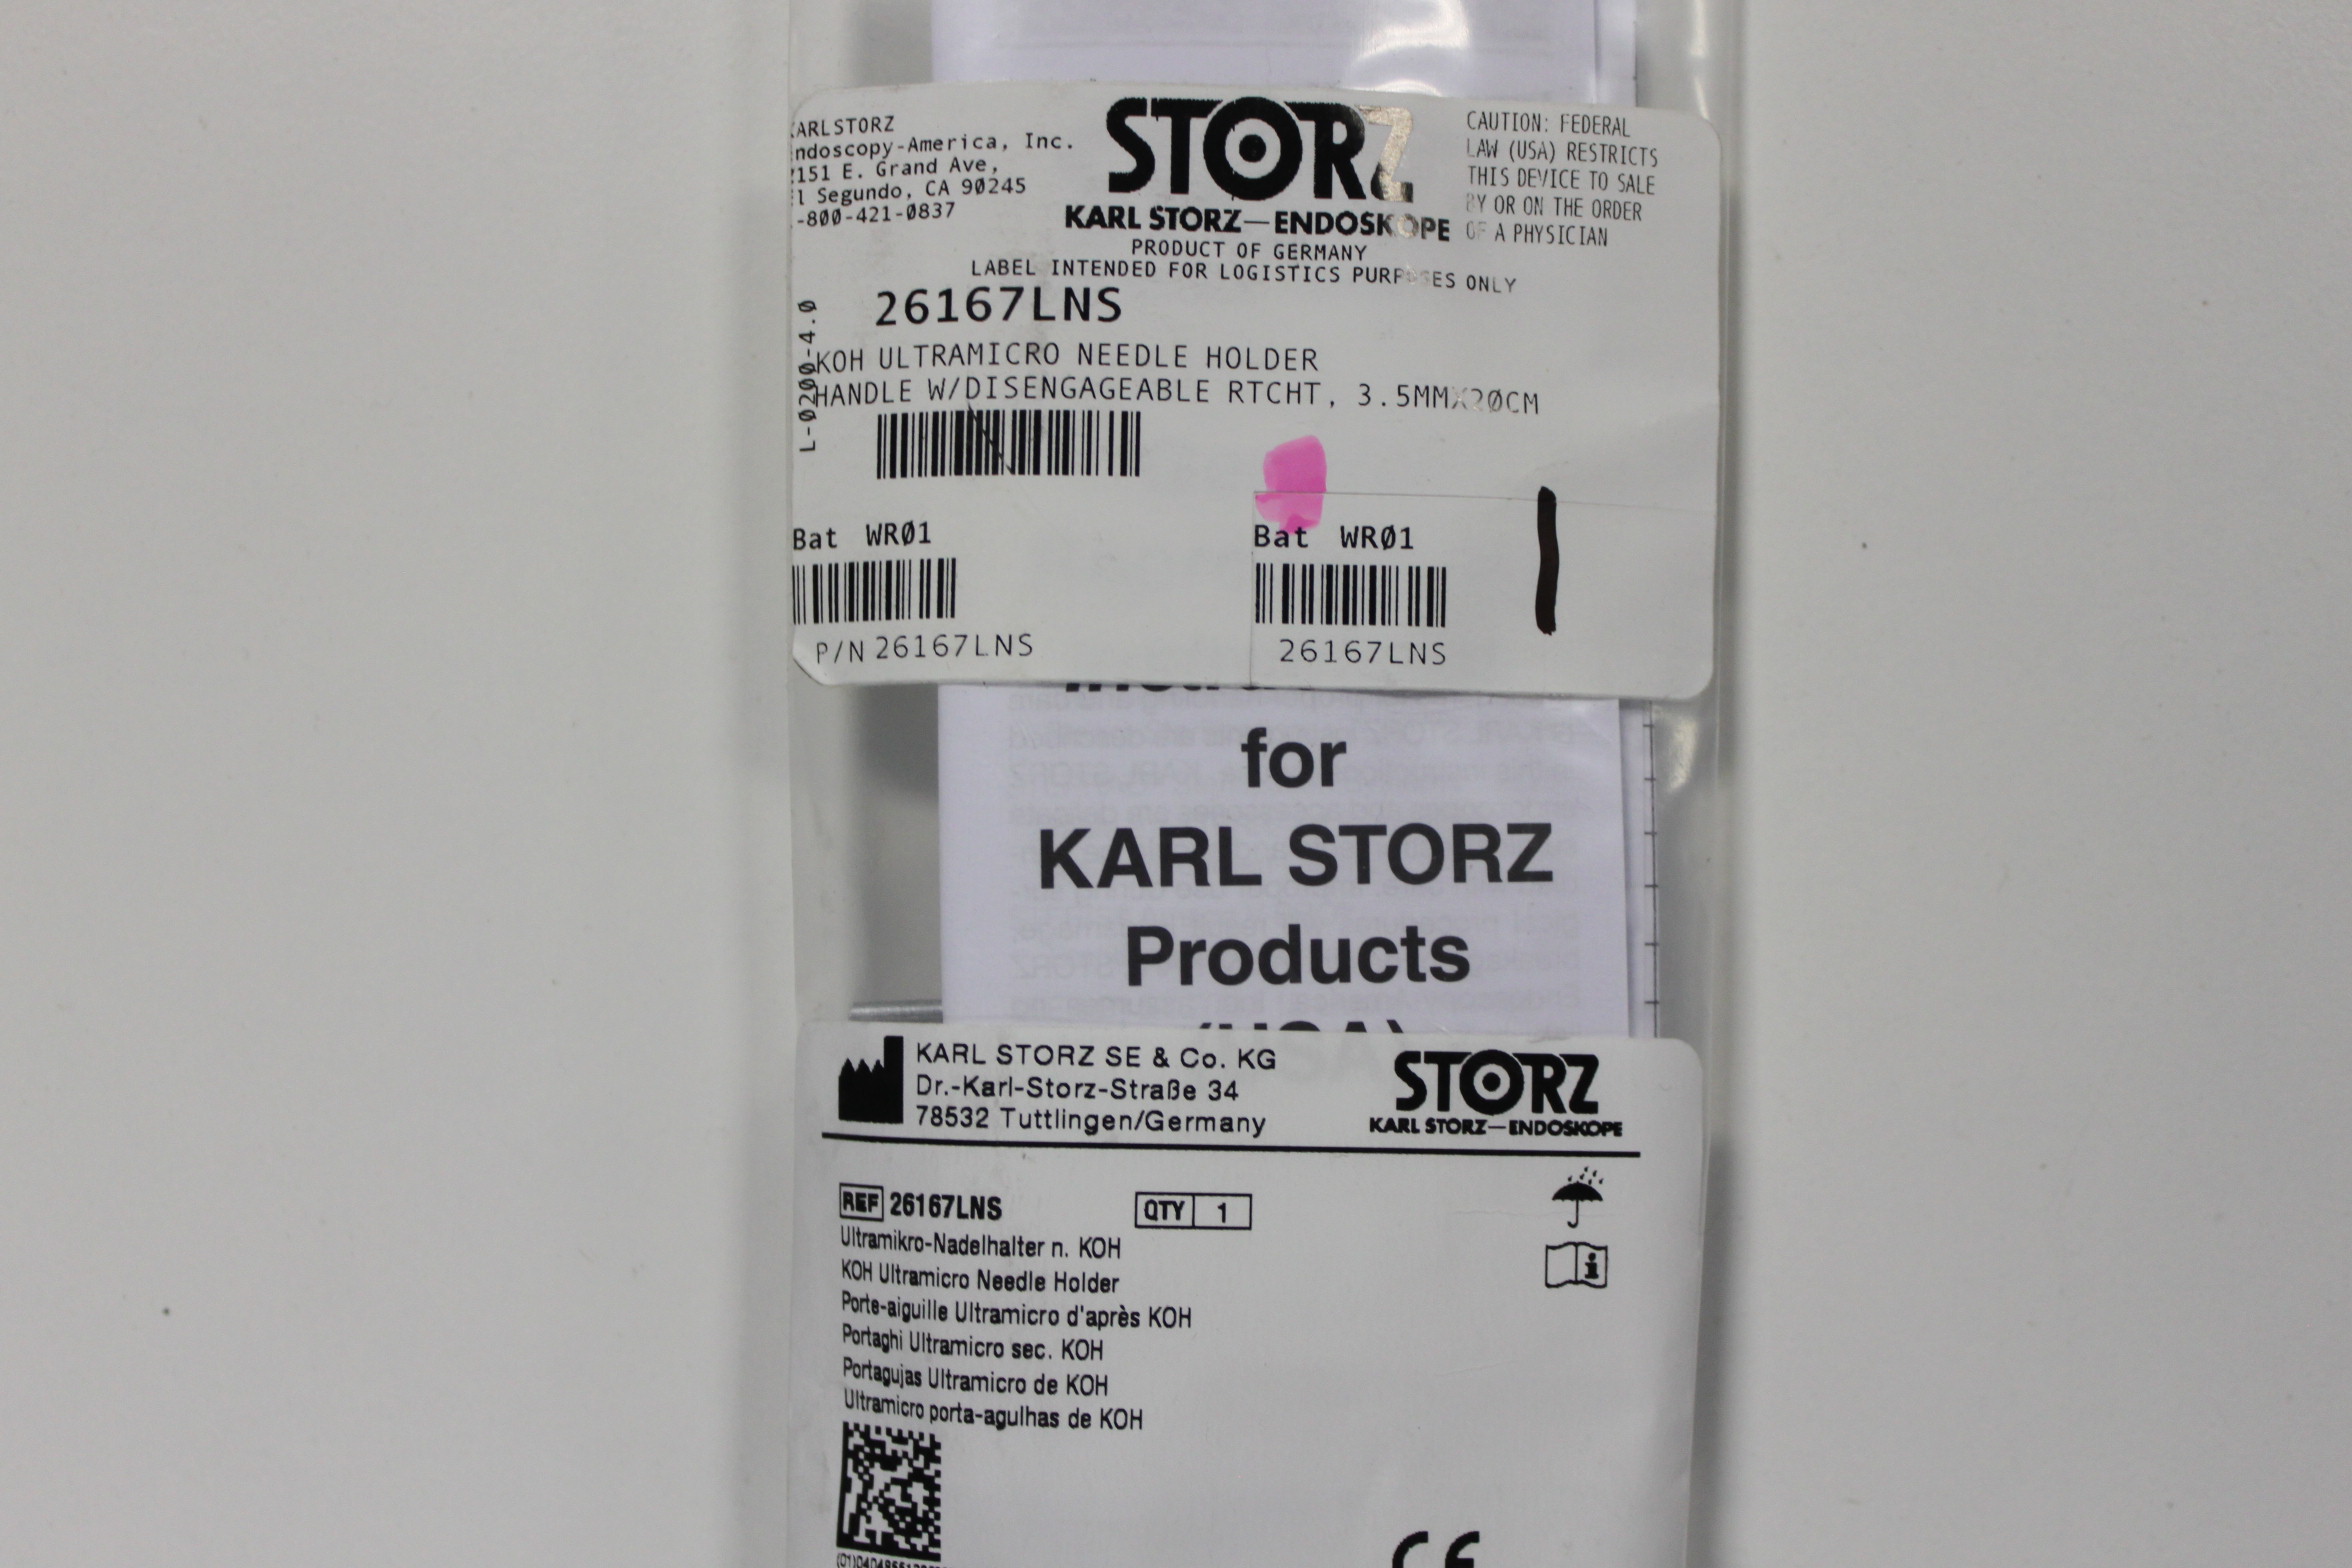 KARL STORZ
Endoscopy-America, Inc.
2151 E. Grand Ave,
El Segundo, CA 90245
-800-421-0837
STORZ
KARL STORZ—ENDOSKOPE
PRODUCT OF GERMANY
LABEL INTENDED FOR LOGISTICS PURPOSES ONLY
CAUTION: FEDERAL
LAW (USA) RESTRICTS
THIS DEVICE TO SALE
BY OR ON THE ORDER
OF A PHYSICIAN
L-0200-4.0
26167LNS
KOH ULTRAMICRO NEEDLE HOLDER
HANDLE W/DISENGAGEABLE RTCHT, 3.5MMX20CM
Bat WR01
P/N 26167LNS
Bat WR01
26167LNS
for
KARL STORZ
Products
(USA)
KARL STORZ SE & Co. KG
Dr.-Karl-Storz-Straße 34
78532 Tuttlingen/Germany
STORZ
KARL STORZ—ENDOSKOPE
REF 26167LNS
QTY 1
Ultramikro-Nadelhalter n. KOH
KOH Ultramicro Needle Holder
Porte-aiguille Ultramicro d'après KOH
Portaghi Ultramicro sec. KOH
Portagujas Ultramicro de KOH
Ultramicro porta-agulhas de KOH
CE